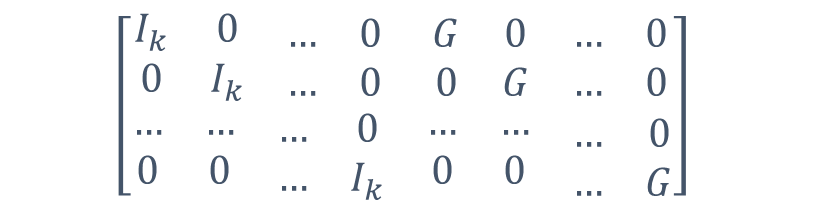 I_k 0 ... 0 G 0 ... 0
0 I_k ... 0 0 G ... 0
... ... ... 0 ... ... ... 0
0 0 ... I_k 0 0 ... G